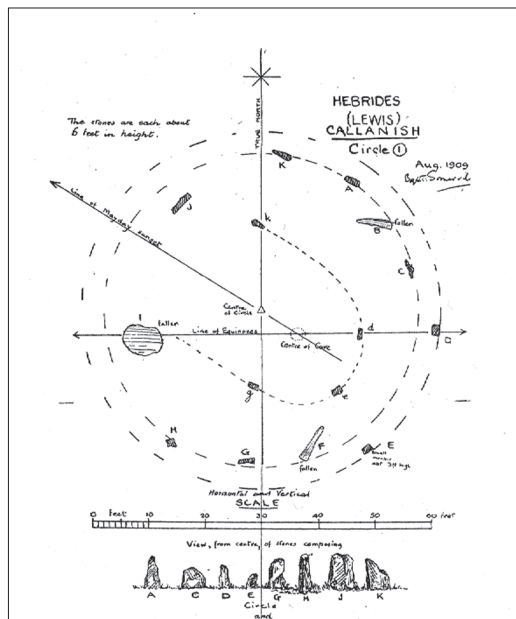 HEBRIDES
(LEWIS)
CALLANISH
Circle ①
Aug. 1909
The stones are each about
6 feet in height.
TRUE NORTH
K
A
J
k
B
fallen
C
Line of Mayday sunset
Centre
of Circle
I
fallen
Line of Equinoxes
d
Centre of Cove
D
g
e
H
G
F
fallen
E
Small
not 3ft high
Horizontal and Vertical
SCALE
0
Feet
10
20
30
40
50
60 feet
View, from centre, of stones composing
A C D E G H J K
Circle
and